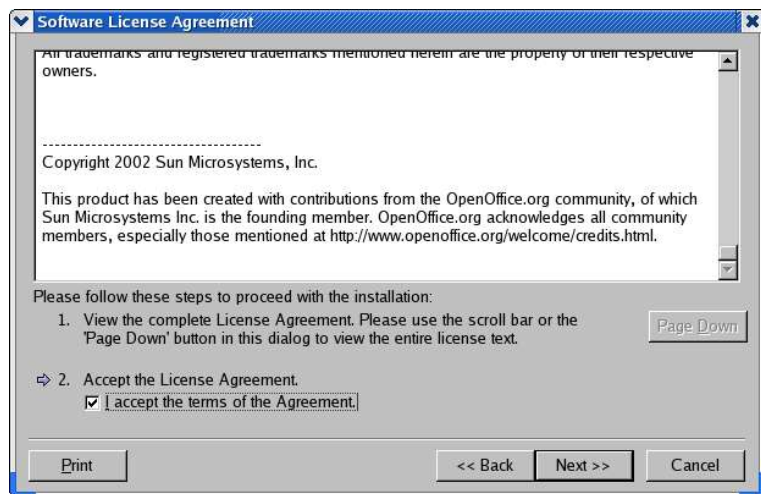 Software License Agreement
All trademarks and registered trademarks mentioned herein are the property of their respective
owners.
------------------------------------
Copyright 2002 Sun Microsystems, Inc.
This product has been created with contributions from the OpenOffice.org community, of which
Sun Microsystems Inc. is the founding member. OpenOffice.org acknowledges all community
members, especially those mentioned at http://www.openoffice.org/welcome/credits.html.
Please follow these steps to proceed with the installation:
1. View the complete License Agreement. Please use the scroll bar or the
'Page Down' button in this dialog to view the entire license text.
Page Down
2. Accept the License Agreement.
I accept the terms of the Agreement.
Print
<< Back
Next >>
Cancel